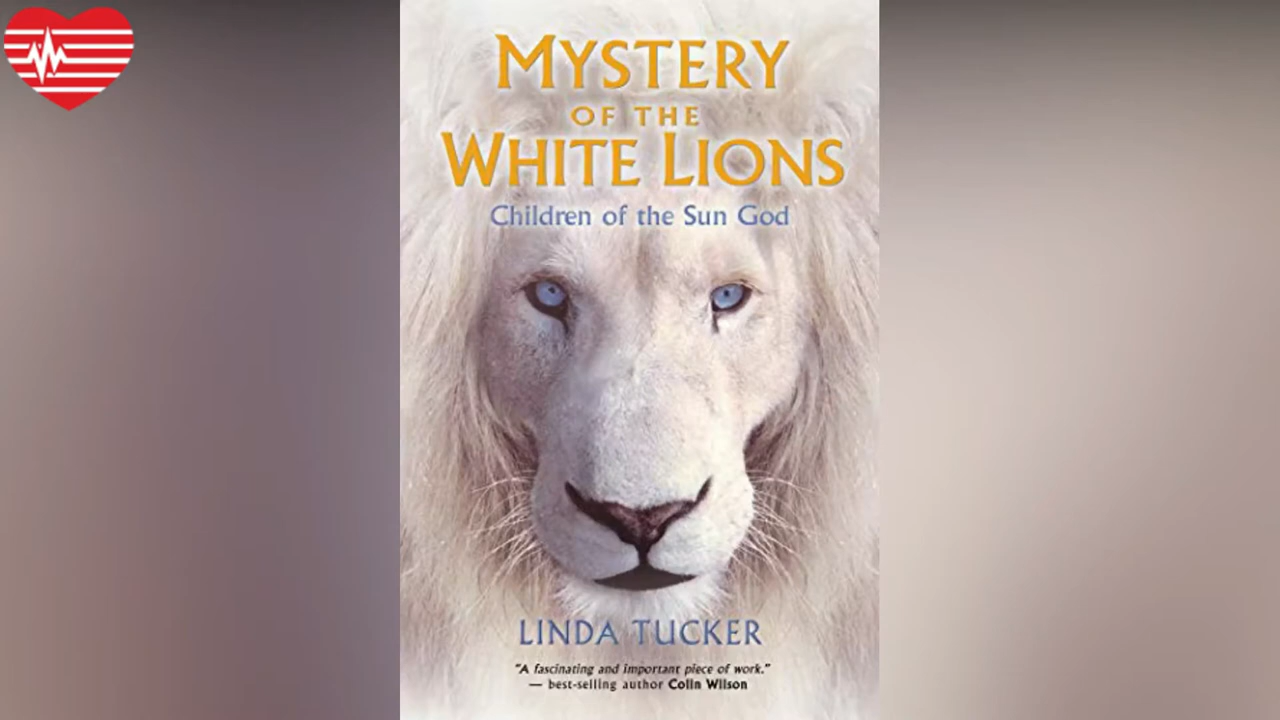 MYSTERY
OF THE
WHITE LIONS
Children of the Sun God
LINDA TUCKER
"A fascinating and important piece of work."
— best-selling author Colin Wilson